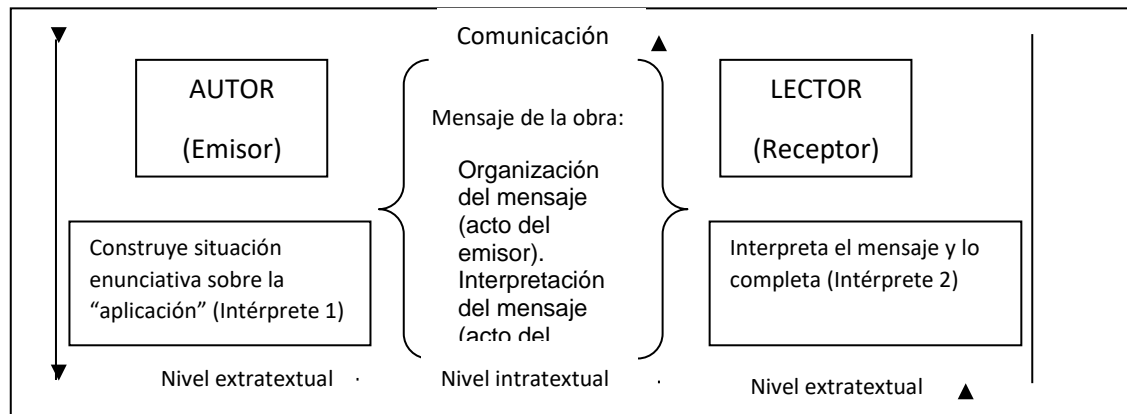 Comunicación
AUTOR
(Emisor)
Construye situación
enunciativa sobre la
“aplicación” (Intérprete 1)
Mensaje de la obra:
Organización
del mensaje
(acto del
emisor).
Interpretación
del mensaje
(acto del
LECTOR
(Receptor)
Interpreta el mensaje y lo
completa (Intérprete 2)
Nivel extratextual
Nivel intratextual
Nivel extratextual